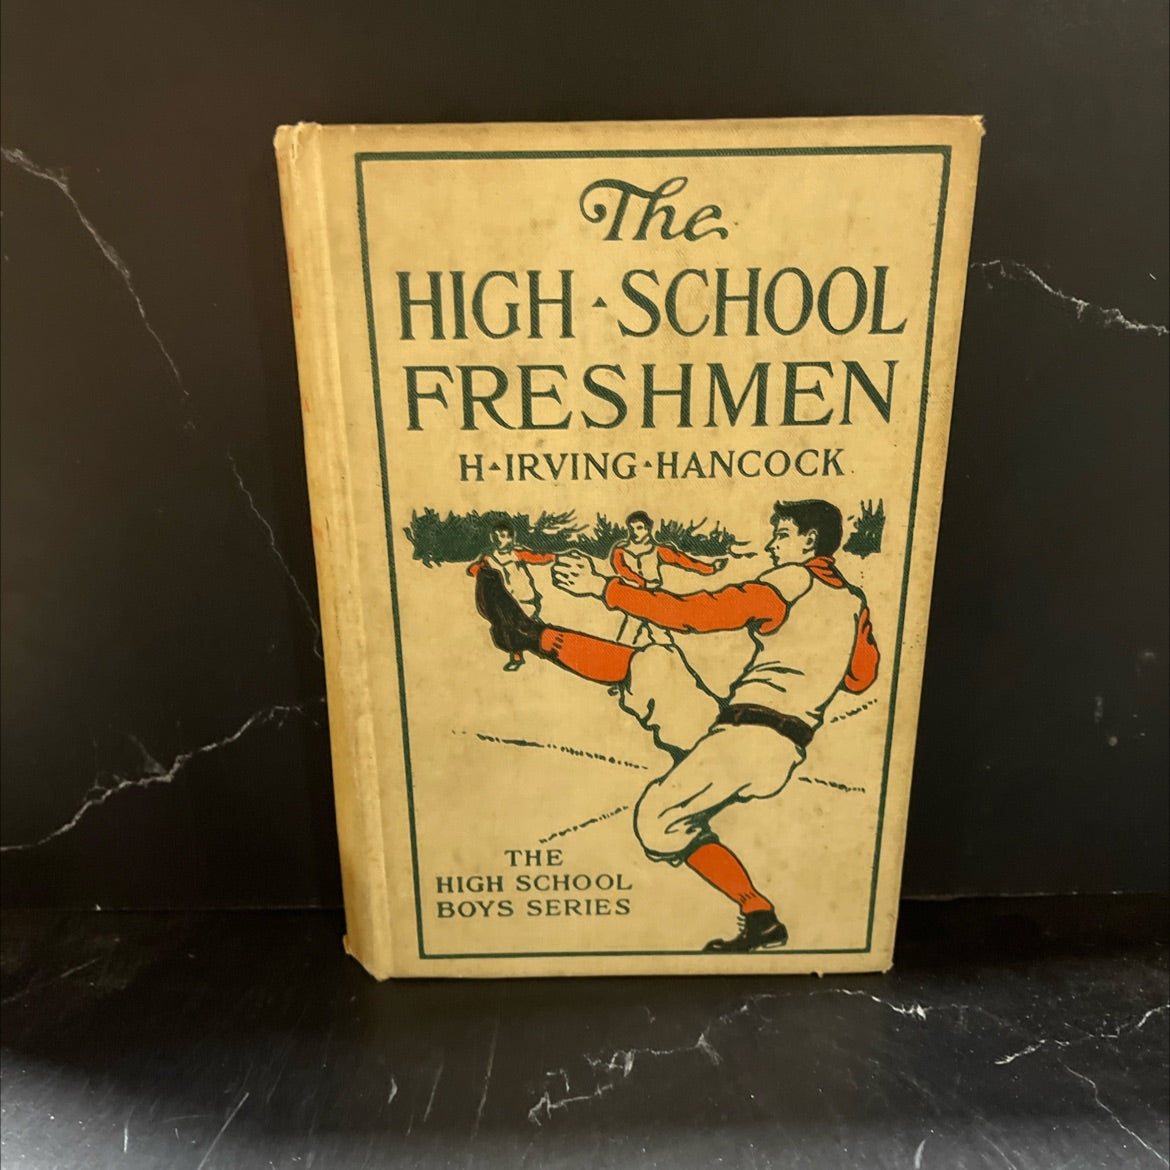 The
HIGH·SCHOOL
FRESHMEN
H·IRVING·HANCOCK
THE
HIGH SCHOOL
BOYS SERIES